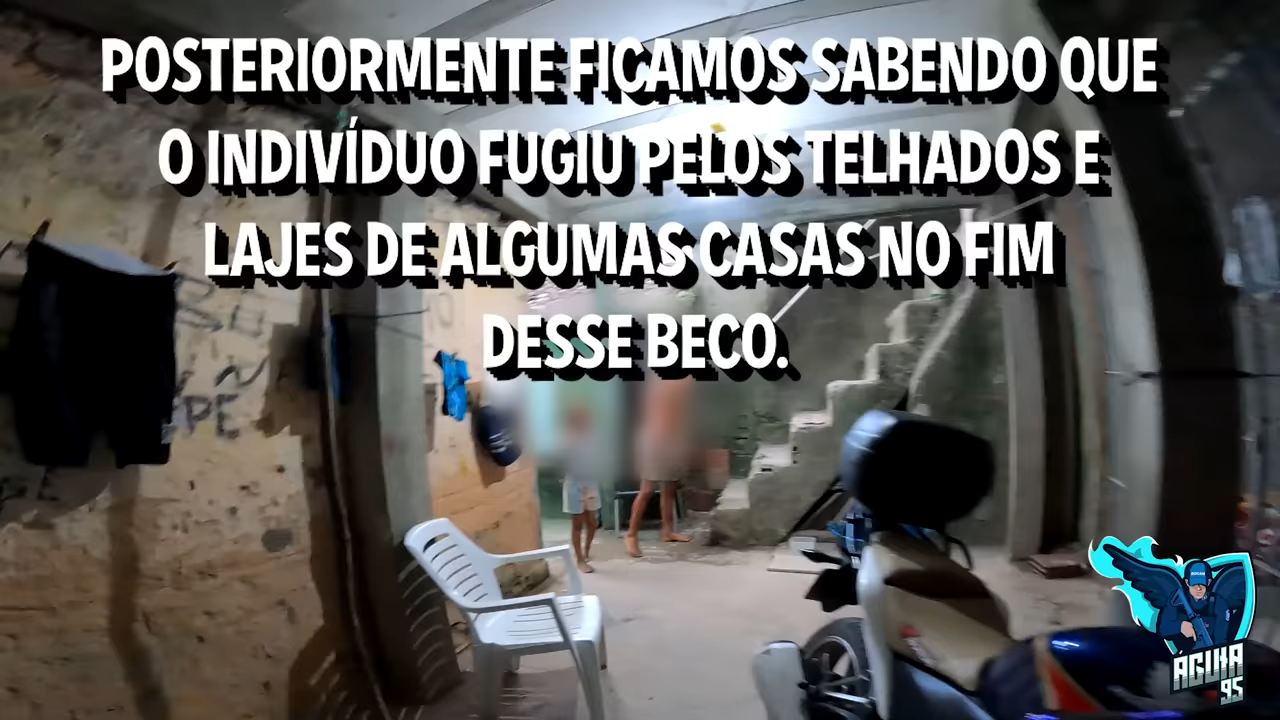 POSTERIORMENTE FICAMOS SABENDO QUE
O INDIVÍDUO FUGIU PELOS TELHADOS E
LAJES DE ALGUMAS CASAS NO FIM
DESSE BECO.
AGUIA
95